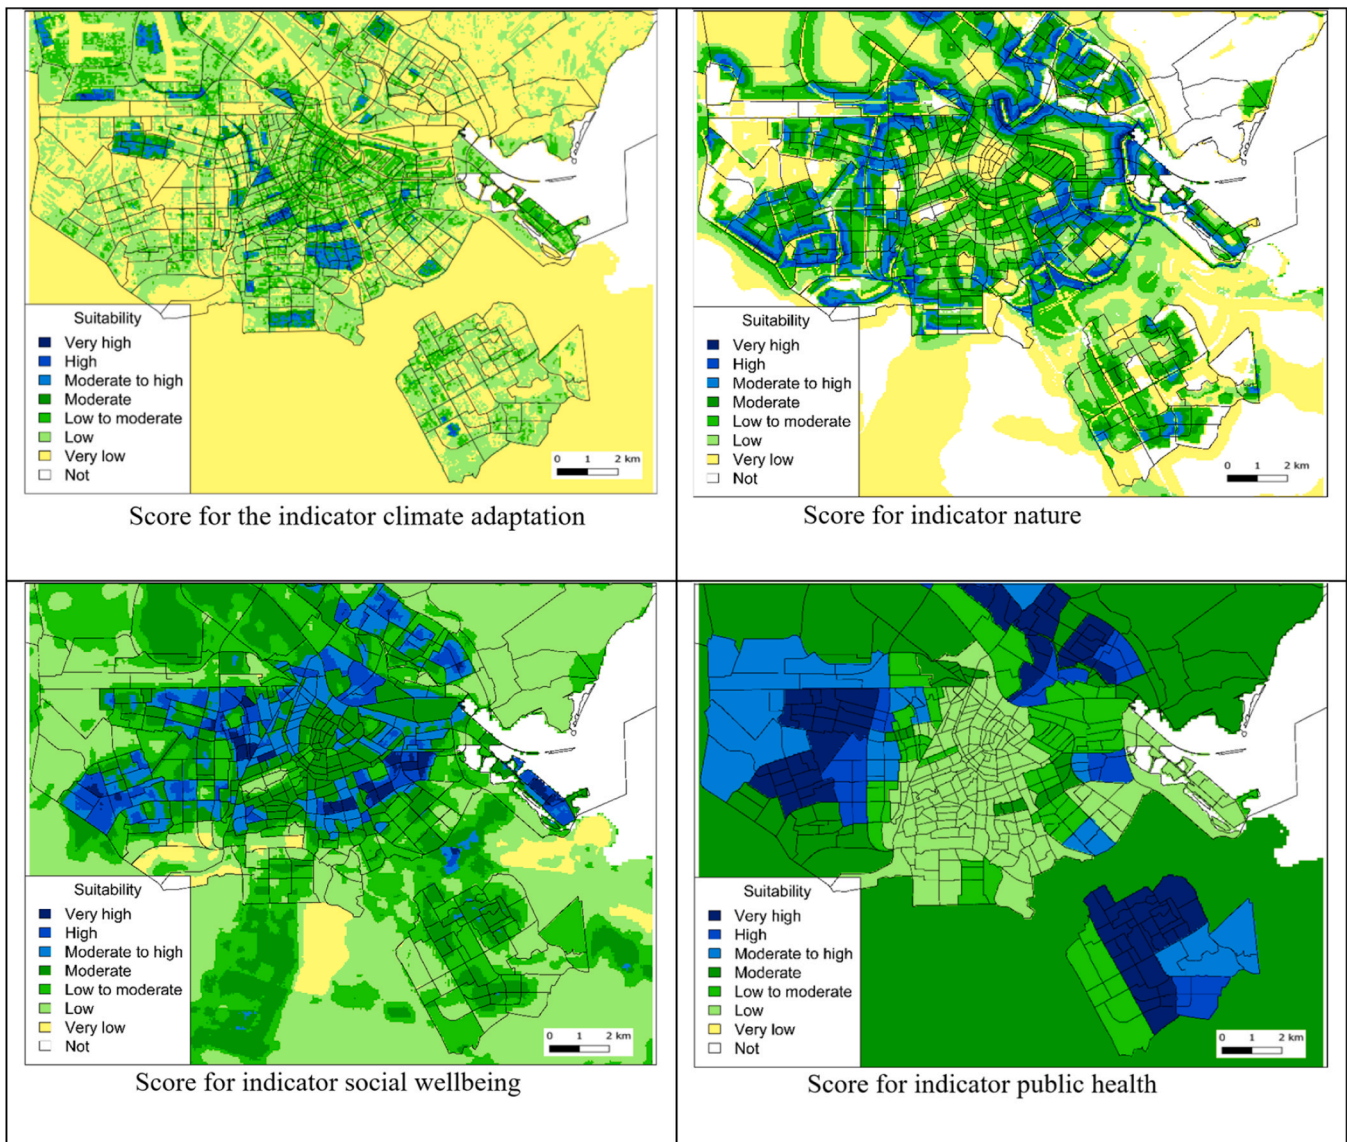 Suitability
Very high
High
Moderate to high
Moderate
Low to moderate
Low
Very low
Not
0 1 2 km
Score for the indicator climate adaptation
Suitability
Very high
High
Moderate to high
Moderate
Low to moderate
Low
Very low
Not
0 1 2 km
Score for indicator nature
Suitability
Very high
High
Moderate to high
Moderate
Low to moderate
Low
Very low
Not
0 1 2 km
Score for indicator social wellbeing
Suitability
Very high
High
Moderate to high
Moderate
Low to moderate
Low
Very low
Not
0 1 2 km
Score for indicator public health